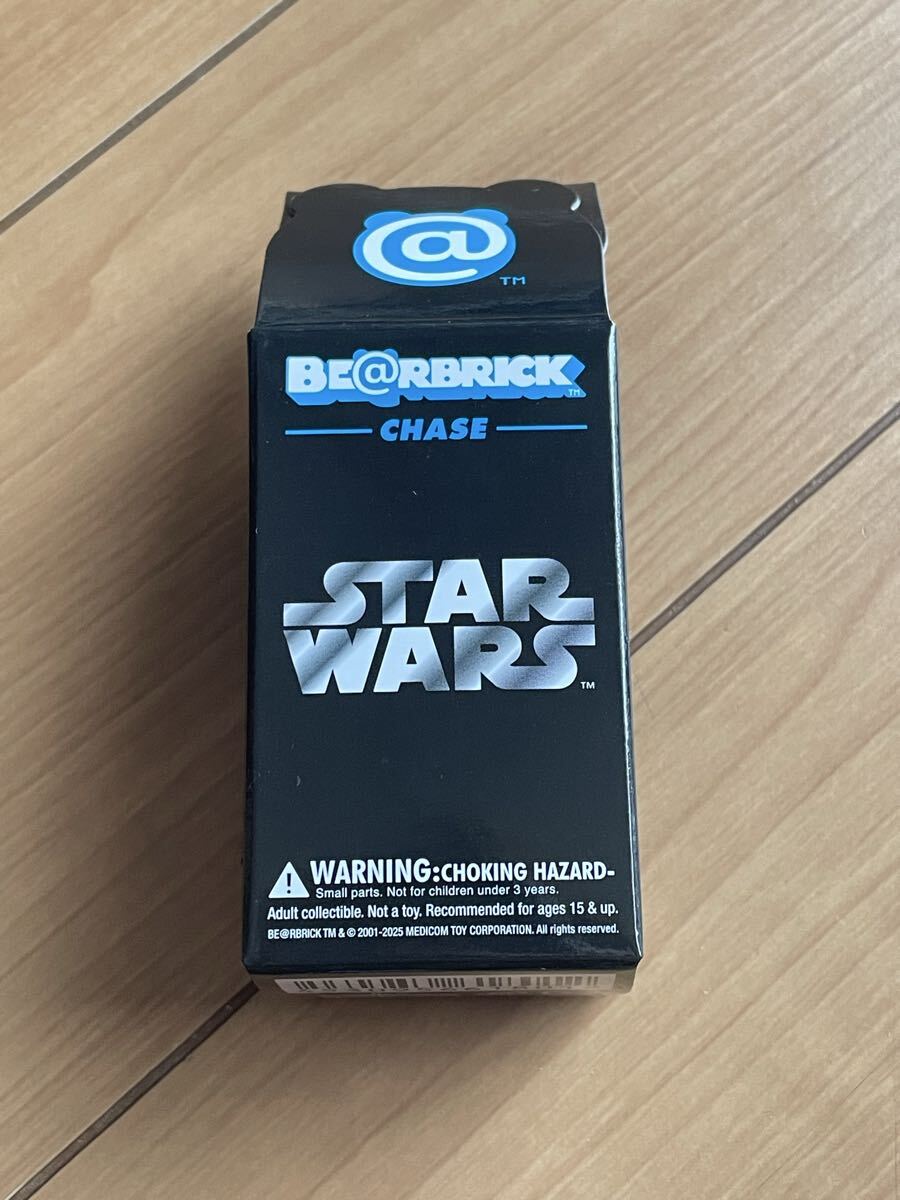 @
TM
BE@RBRICK
TM
CHASE
STAR
WARS
TM
WARNING:CHOKING HAZARD-
Small parts. Not for children under 3 years.
Adult collectible. Not a toy. Recommended for ages 15 & up.
BE@RBRICK TM & © 2001-2025 MEDICOM TOY CORPORATION. All rights reserved.